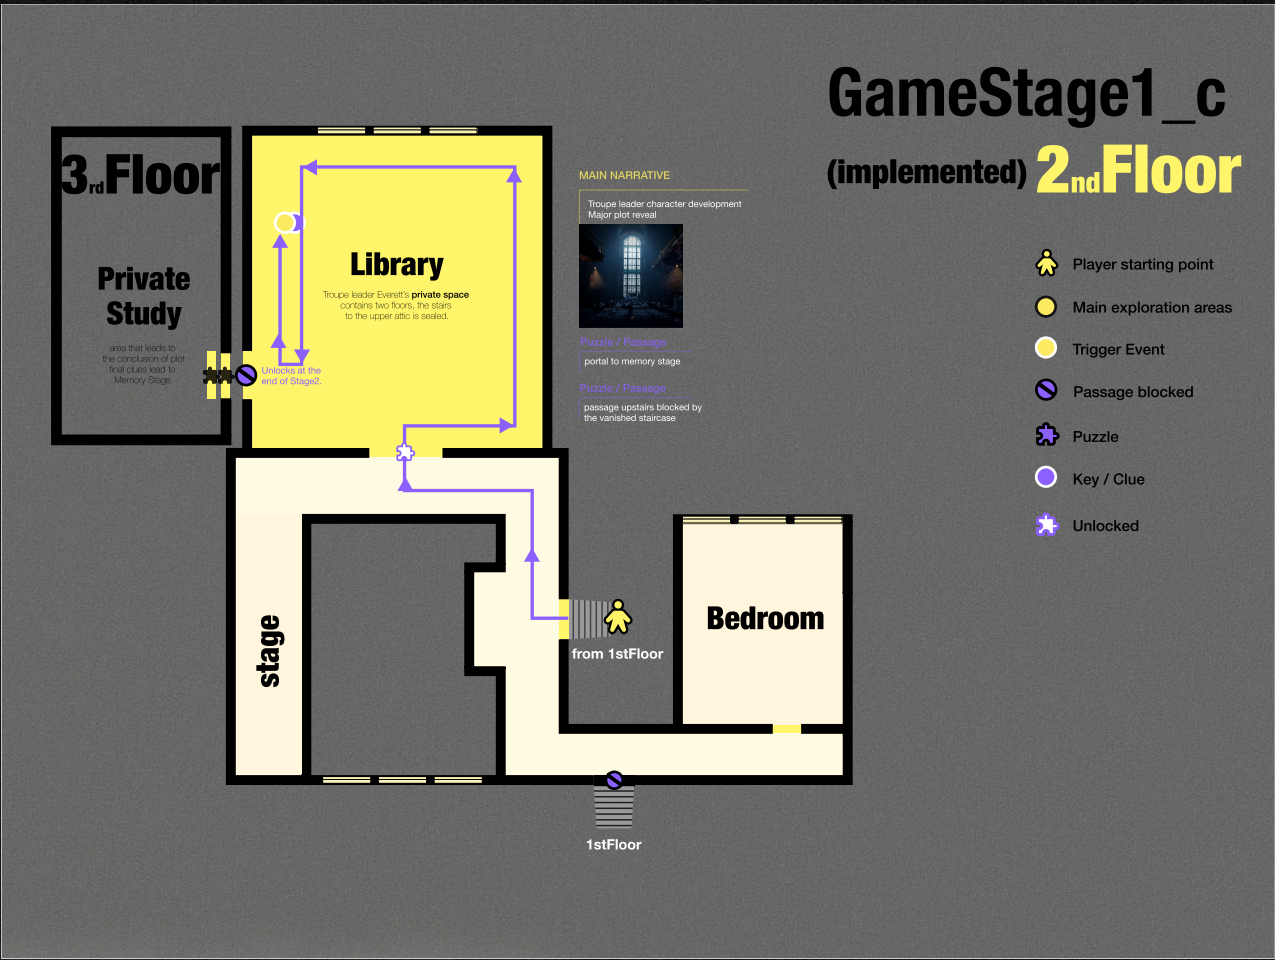 GameStage1_c
(implemented) 2ndFloor
3rdFloor
Private
Study
area that leads to
the conclusion of plot
final clues lead to
Memory Stage.
Library
Troupe leader Everett's private space
contains two floors, the stairs
to the upper attic is sealed.
Unlocks at the
end of Stage2.
MAIN NARRATIVE
Troupe leader character development
Major plot reveal
Puzzle / Passage
portal to memory stage
Puzzle / Passage
passage upstairs blocked by
the vanished staircase
Player starting point
Main exploration areas
Trigger Event
Passage blocked
Puzzle
Key / Clue
Unlocked
stage
from 1stFloor
Bedroom
1stFloor